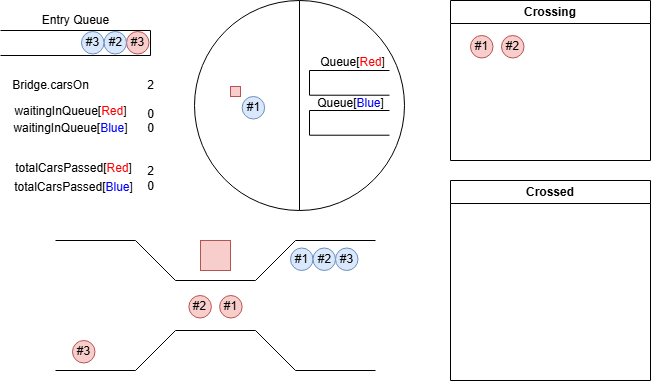 Entry Queue
#3 #2 #3
Bridge.carsOn 2
waitingInQueue[Red] 0
waitingInQueue[Blue] 0
totalCarsPassed[Red] 2
totalCarsPassed[Blue] 0
#1
Queue[Red]
Queue[Blue]
Crossing
#1 #2
Crossed
#1 #2 #3
#2 #1
#3